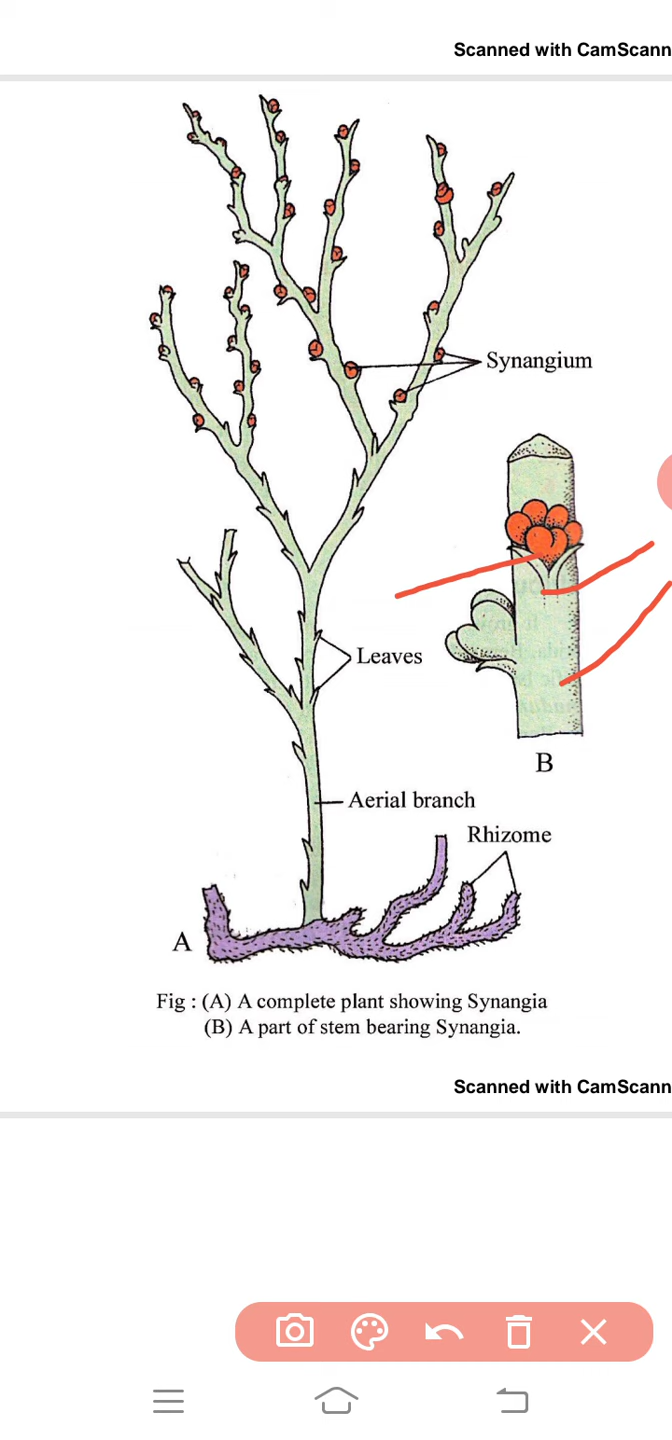 Scanned with CamScann
Synangium
Leaves
B
Aerial branch
Rhizome
A
Fig : (A) A complete plant showing Synangia
(B) A part of stem bearing Synangia.
Scanned with CamScann